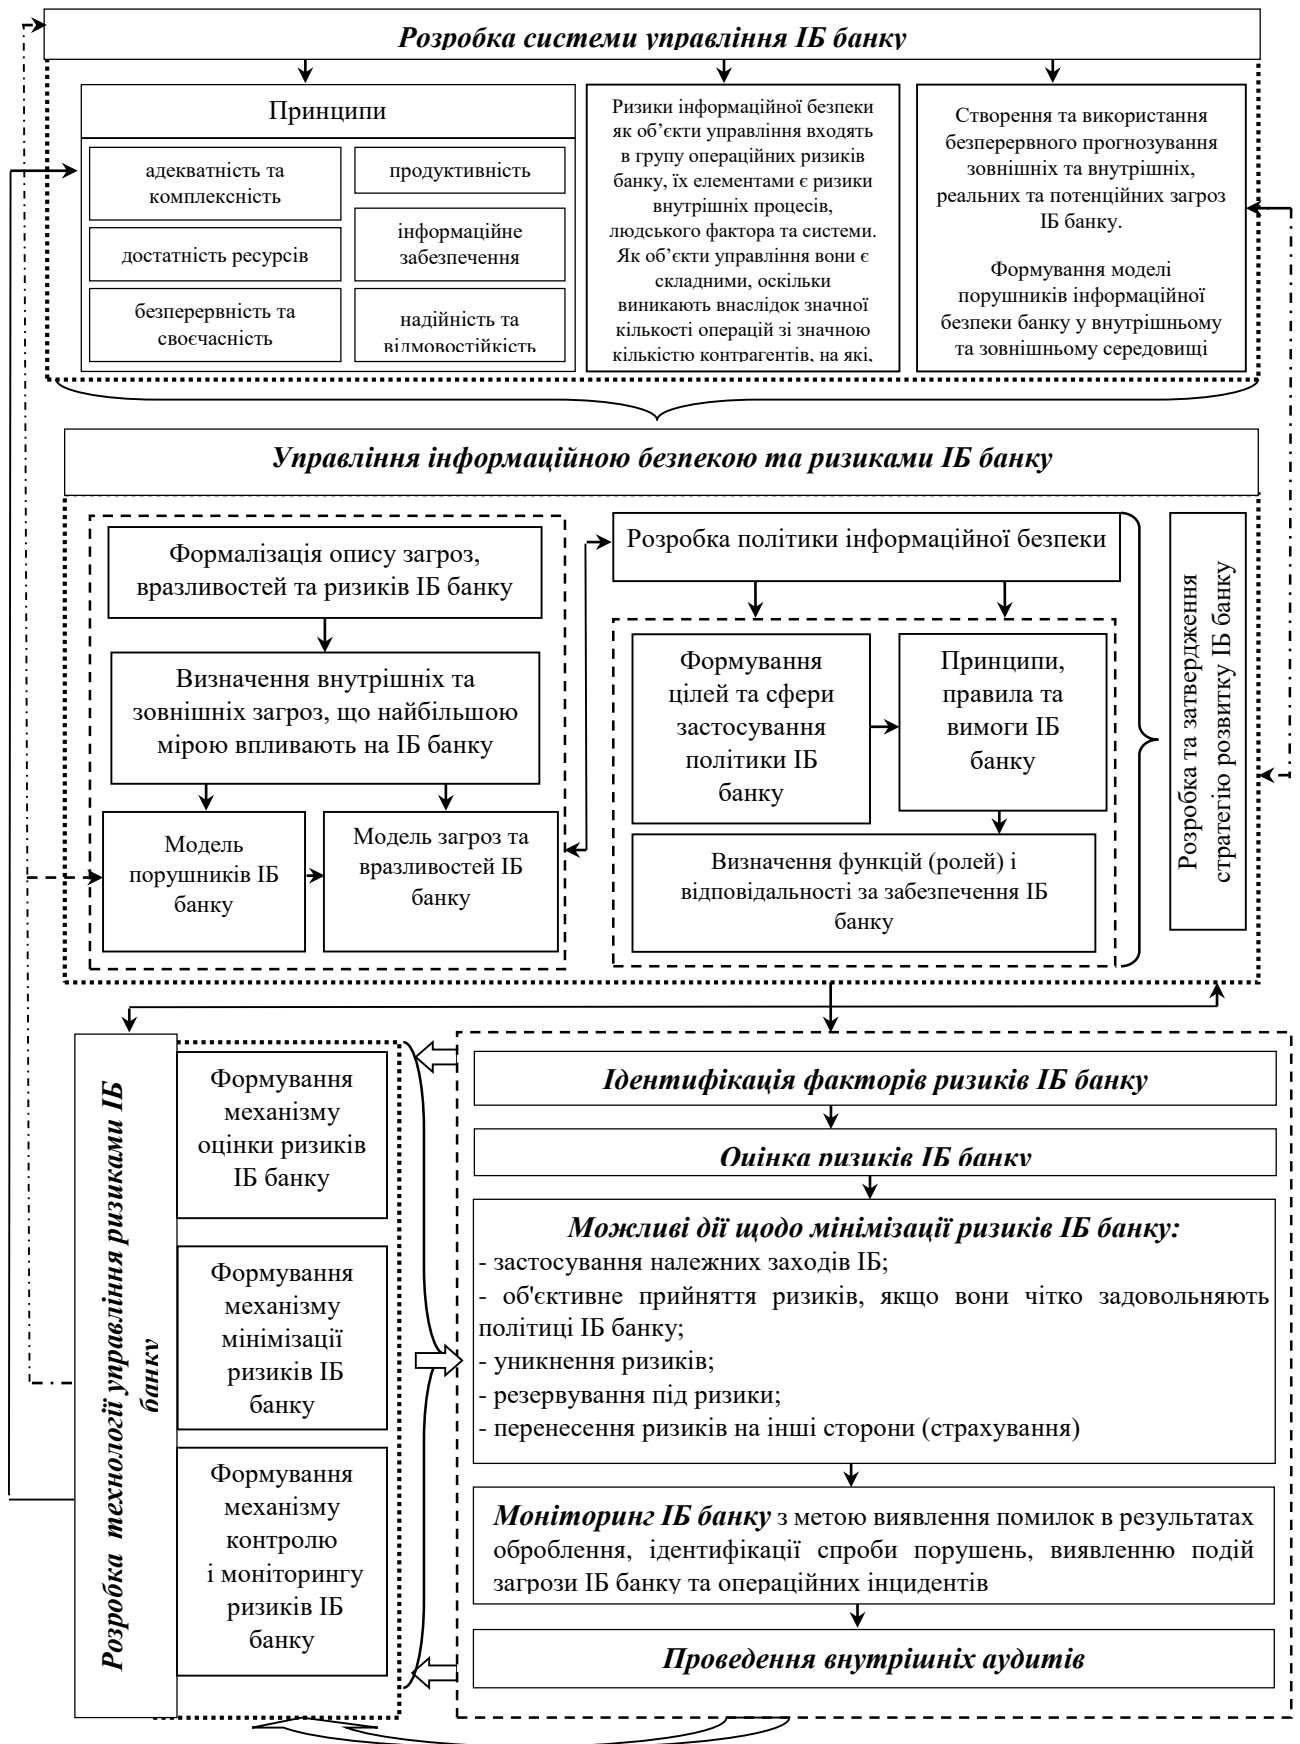 Розробка системи управління ІБ банку
Принципи
адекватність та
комплексність
достатність ресурсів
безперервність та
своєчасність
продуктивність
інформаційне
забезпечення
надійність та
відмовостійкість
Ризики інформаційної безпеки
як об’єкти управління входять
в групу операційних ризиків
банку, їх елементами є ризики
внутрішніх процесів,
людського фактора та системи.
Як об’єкти управління вони є
складними, оскільки
виникають внаслідок значної
кількості операцій зі значною
кількістю контрагентів, на які,
Створення та використання
безперервного прогнозування
зовнішніх та внутрішніх,
реальних та потенційних загроз
ІБ банку.
Формування моделі
порушників інформаційної
безпеки банку у внутрішньому
та зовнішньому середовищі
Управління інформаційною безпекою та ризиками ІБ банку
Формалізація опису загроз,
вразливостей та ризиків ІБ банку
Визначення внутрішніх та
зовнішніх загроз, що найбільшою
мірою впливають на ІБ банку
Модель
порушників ІБ
банку
Модель загроз та
вразливостей ІБ
банку
Розробка політики інформаційної безпеки
Формування
цілей та сфери
застосування
політики ІБ
банку
Принципи,
правила та
вимоги ІБ
банку
Визначення функцій (ролей) і
відповідальності за забезпечення ІБ
банку
Розробка та затвердження
стратегію розвитку ІБ банку
Розробка технології управління ризиками ІБ
банку
Формування
механізму
оцінки ризиків
ІБ банку
Формування
механізму
мінімізації
ризиків ІБ
банку
Формування
механізму
контролю
і моніторингу
ризиків ІБ
банку
Ідентифікація факторів ризиків ІБ банку
Оцінка ризиків ІБ банку
Можливі дії щодо мінімізації ризиків ІБ банку:
- застосування належних заходів ІБ;
- об'єктивне прийняття ризиків, якщо вони чітко задовольняють
політиці ІБ банку;
- уникнення ризиків;
- резервування під ризики;
- перенесення ризиків на інші сторони (страхування)
Моніторинг ІБ банку з метою виявлення помилок в результатах
оброблення, ідентифікації спроби порушень, виявленню подій
загрози ІБ банку та операційних інцидентів
Проведення внутрішніх аудитів